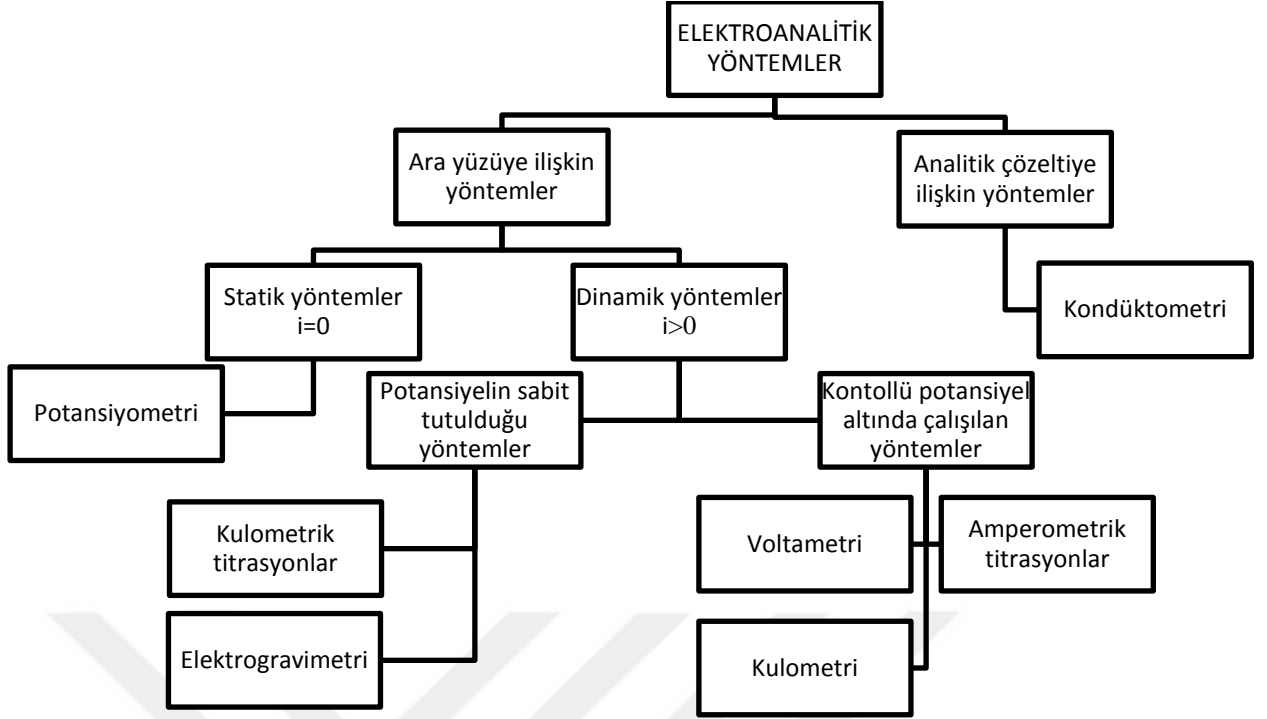 ELEKTROANALİTİK
YÖNTEMLER
Ara yüzüye ilişkin
yöntemler
Analitik çözeltiye
ilişkin yöntemler
Statik yöntemler
i=0
Dinamik yöntemler
i>0
Kondüktometri
Potansiyometri
Potansiyelin sabit
tutulduğu
yöntemler
Kontollü potansiyel
altında çalışılan
yöntemler
Kulometrik
titrasyonlar
Voltametri
Amperometrik
titrasyonlar
Elektrogravimetri
Kulometri